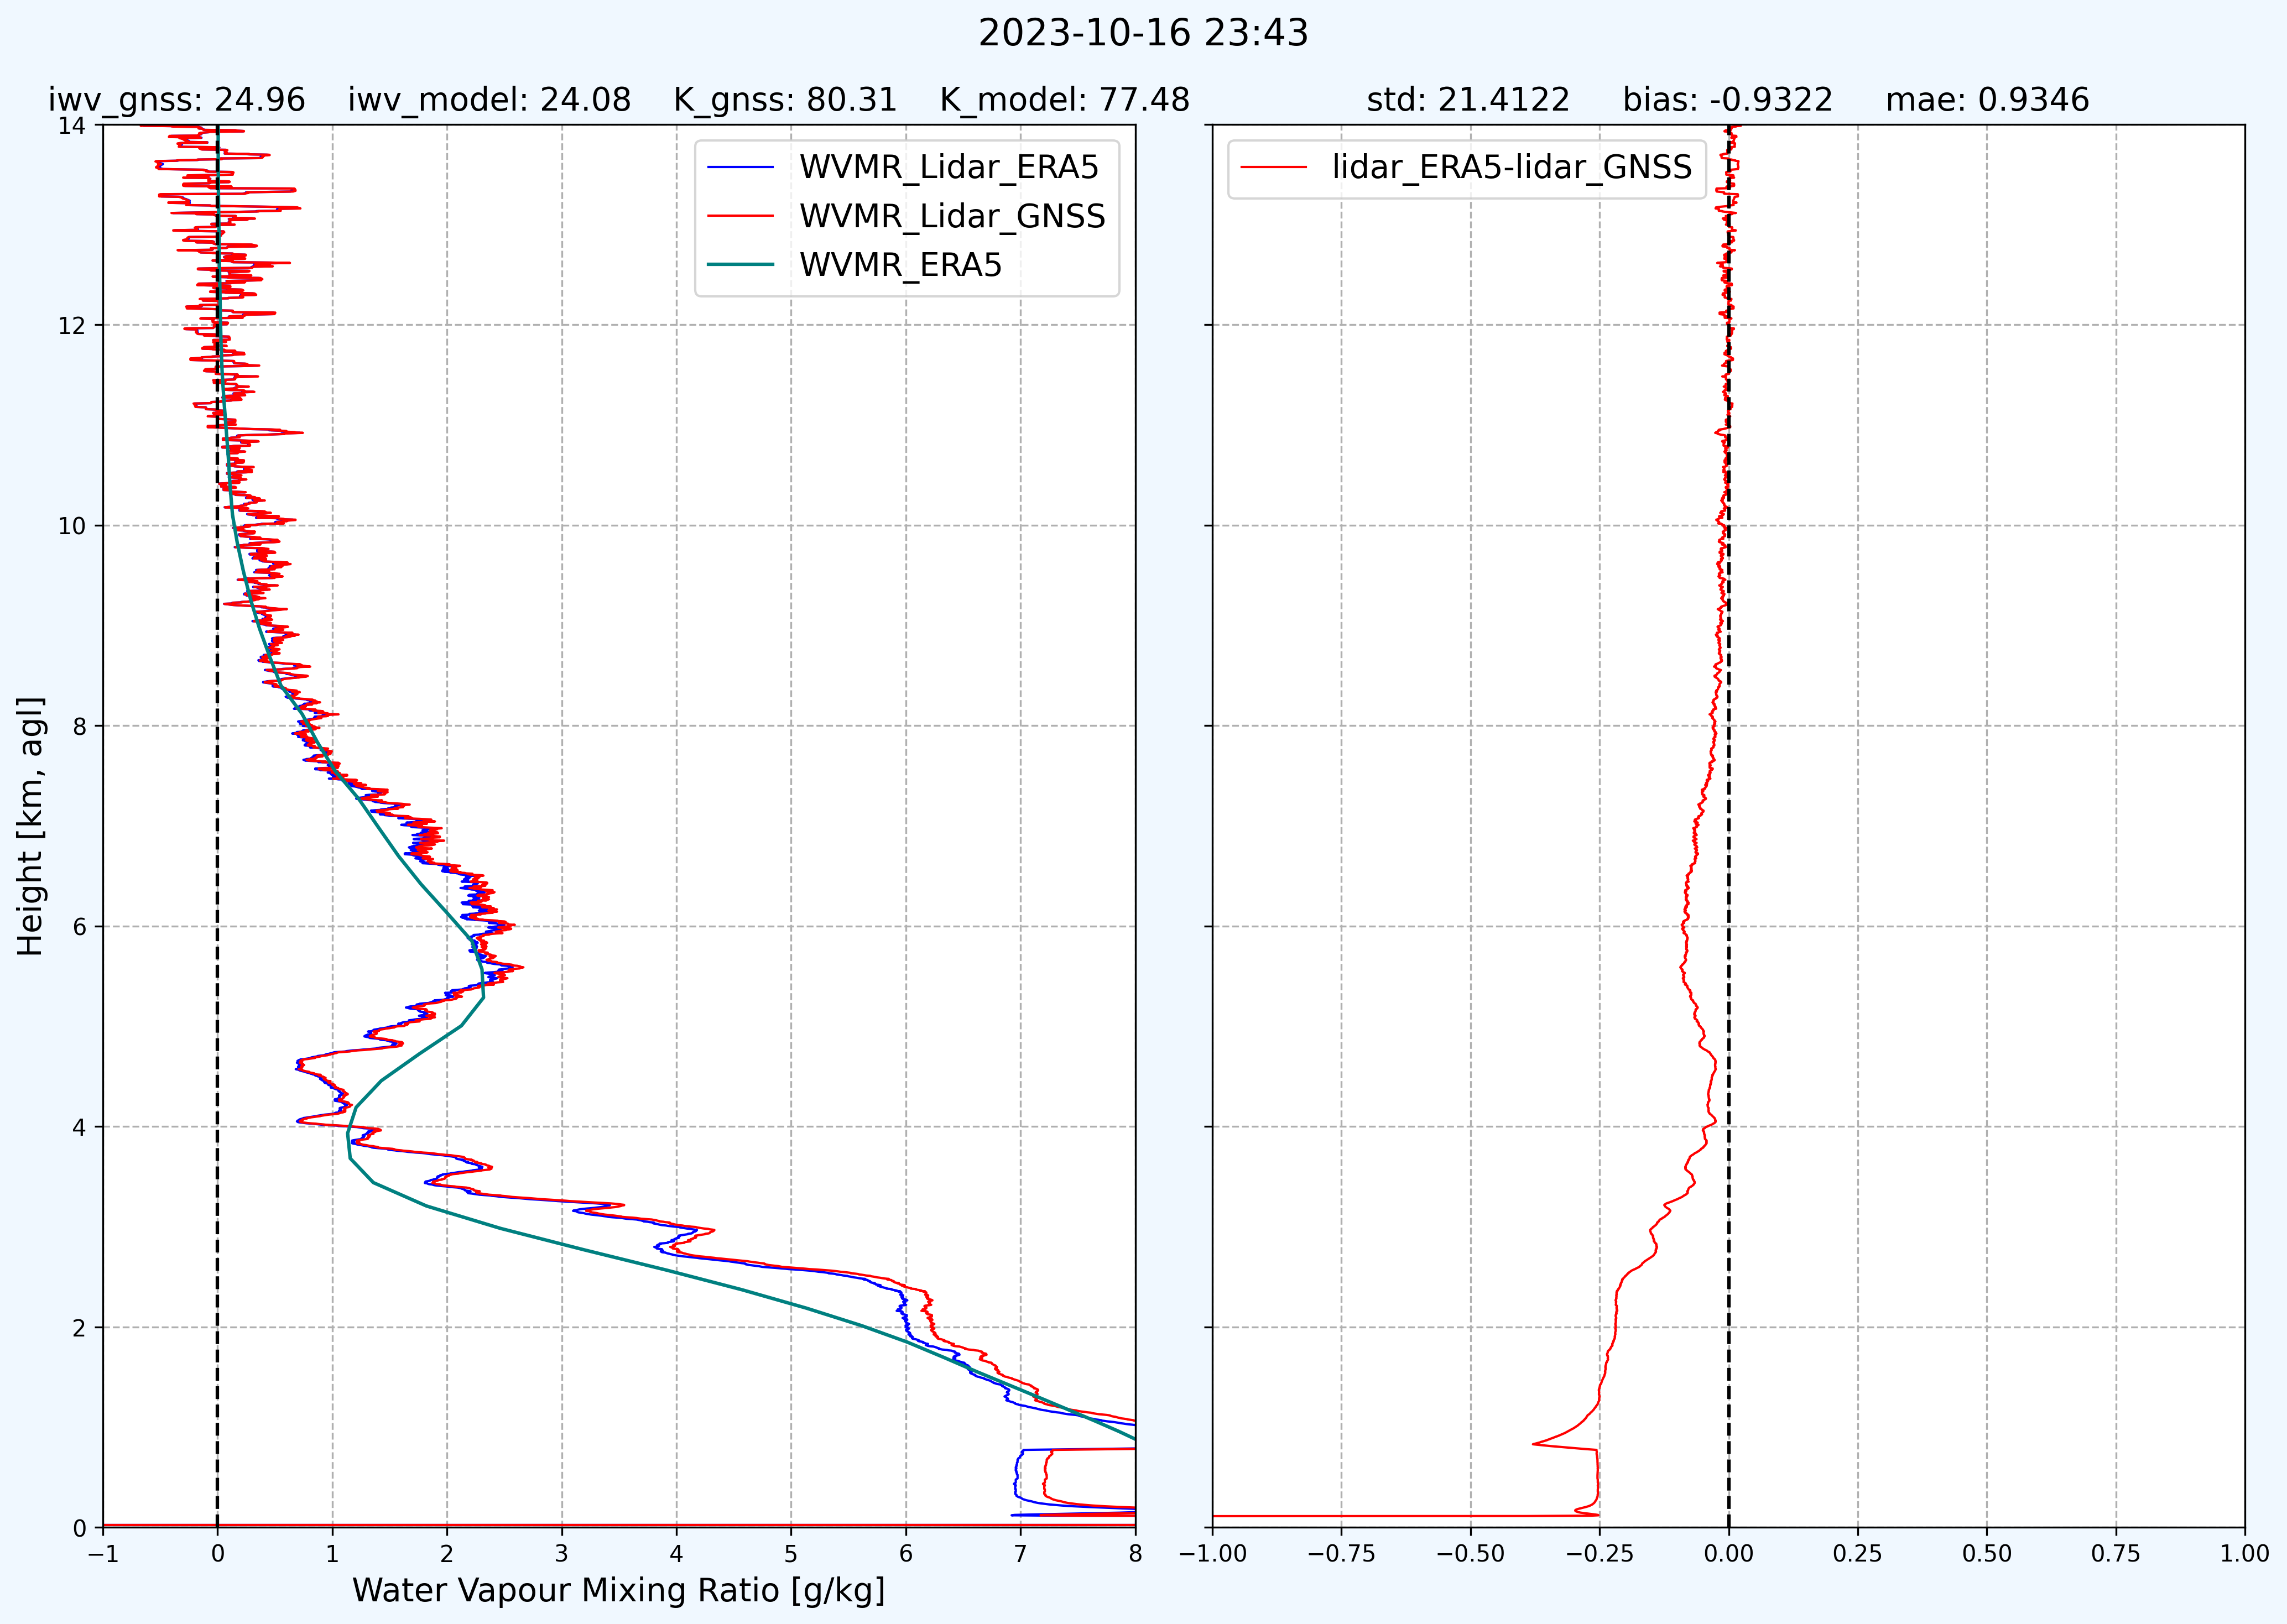 2023-10-16 23:43
iwv_gnss: 24.96 iwv_model: 24.08 K_gnss: 80.31 K_model: 77.48
std: 21.4122 bias: -0.9322 mae: 0.9346
WVMR_Lidar_ERA5
WVMR_Lidar_GNSS
WVMR_ERA5
lidar_ERA5-lidar_GNSS
Height [km, agl]
14
12
10
8
6
4
2
0
−1 0 1 2 3 4 5 6 7 8
Water Vapour Mixing Ratio [g/kg]
−1.00 −0.75 −0.50 −0.25 0.00 0.25 0.50 0.75 1.00